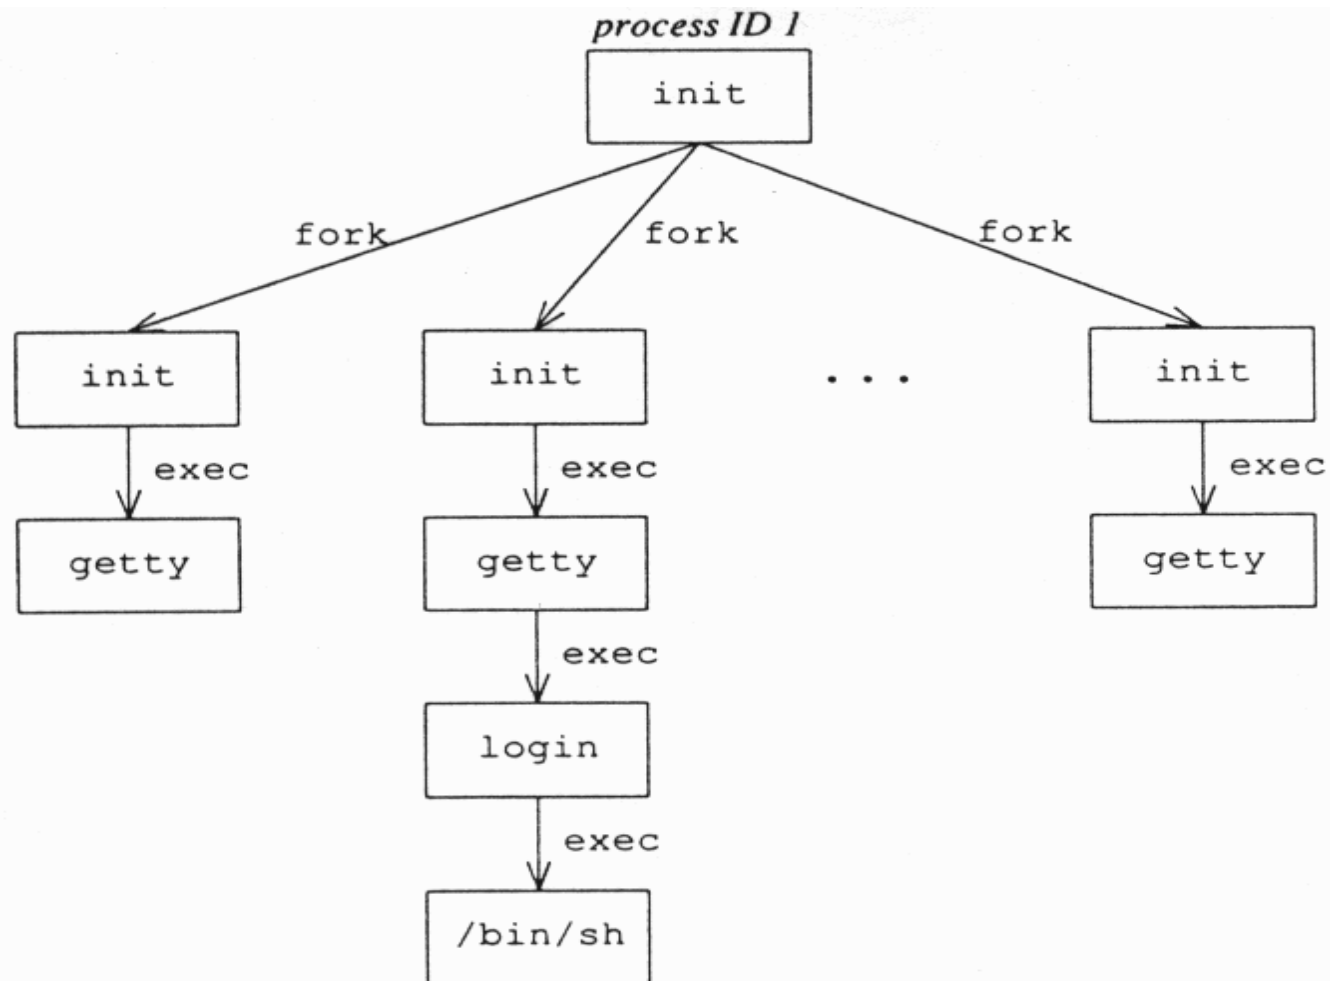 process ID 1
init
fork fork fork
init init . . . init
exec exec exec
getty getty getty
exec
login
exec
/bin/sh